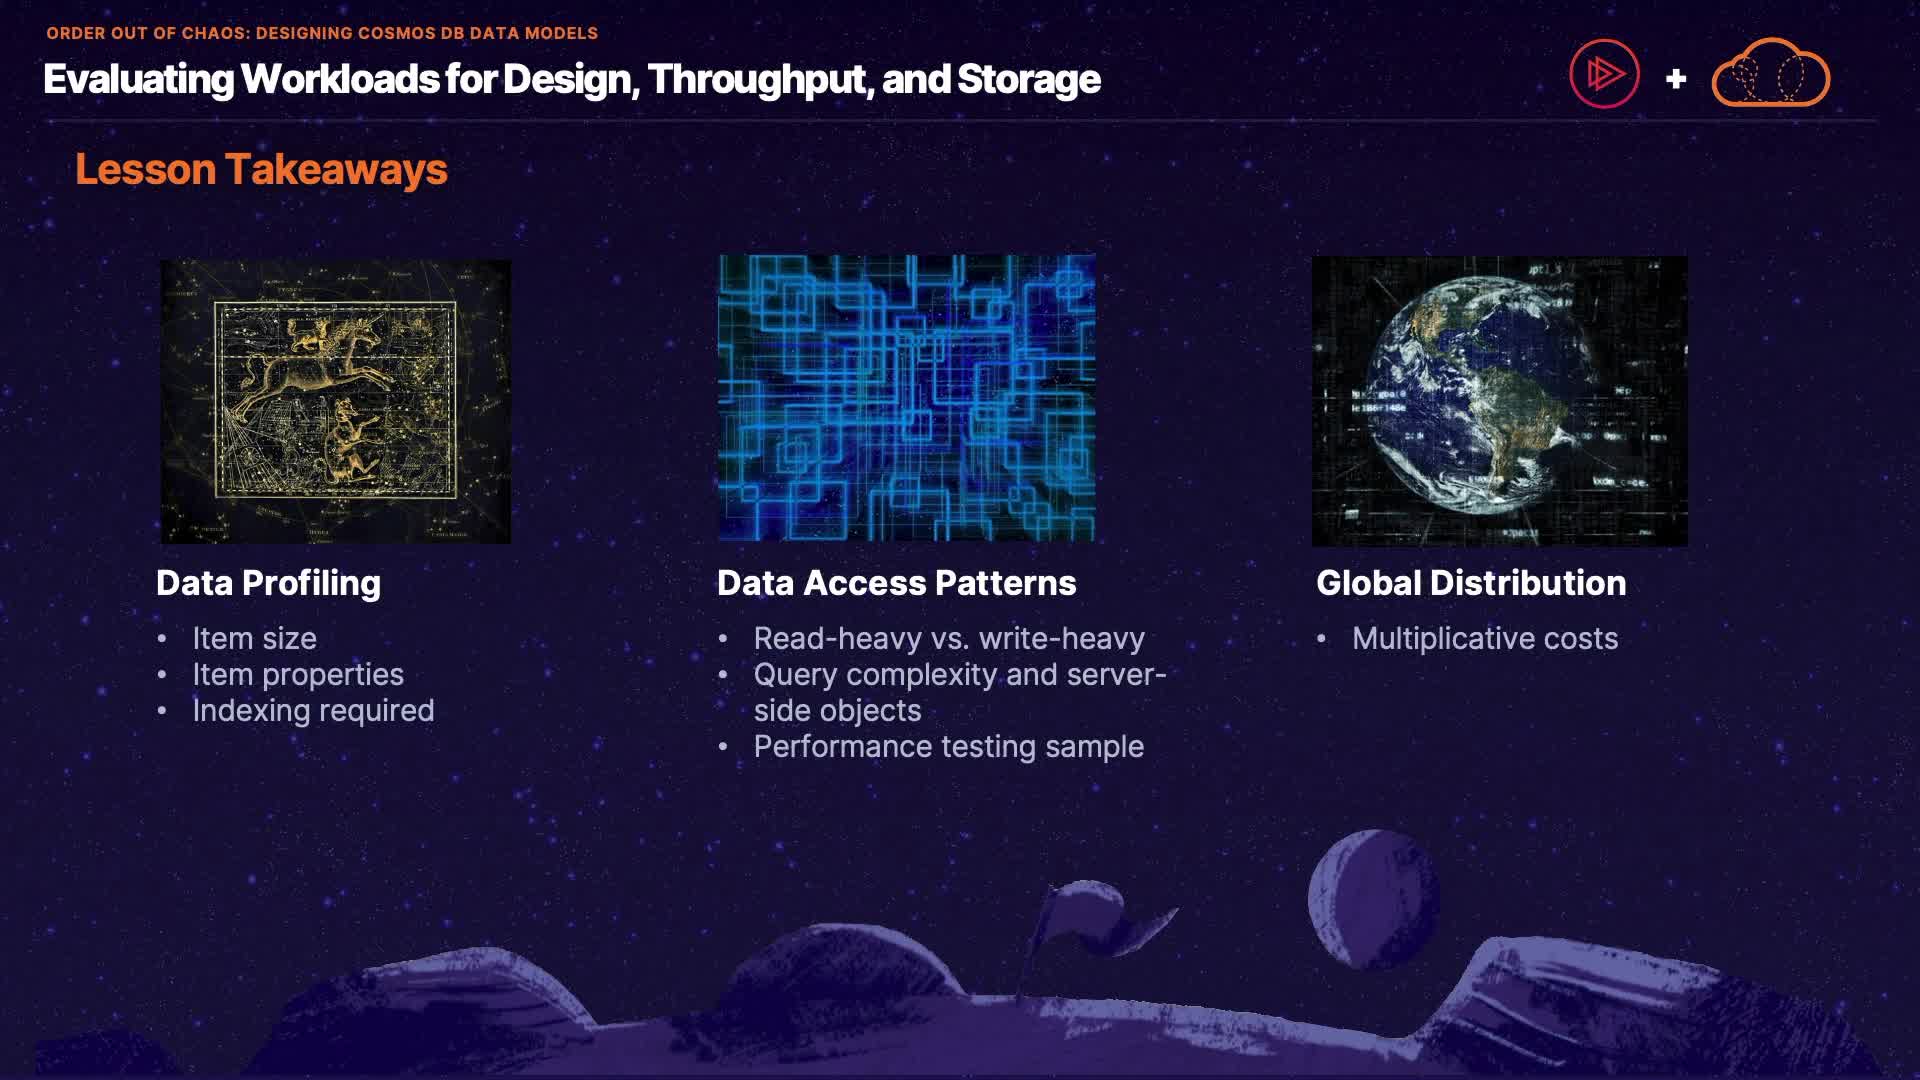 ORDER OUT OF CHAOS: DESIGNING COSMOS DB DATA MODELS
Evaluating Workloads for Design, Throughput, and Storage
+
Lesson Takeaways
Data Profiling
• Item size
• Item properties
• Indexing required
Data Access Patterns
• Read-heavy vs. write-heavy
• Query complexity and server-
side objects
• Performance testing sample
Global Distribution
• Multiplicative costs